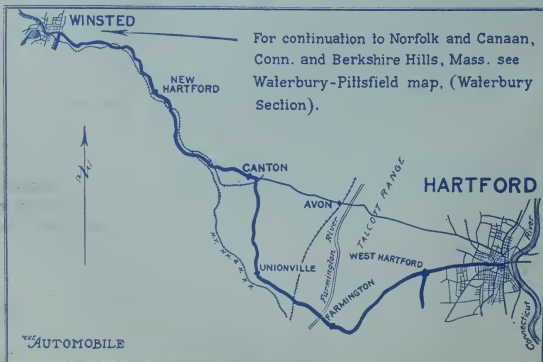 WINSTED
For continuation to Norfolk and Canaan,
Conn. and Berkshire Hills, Mass. see
Waterbury-Pittsfield map, (Waterbury
Section).
NEW
HARTFORD
CANTON
HARTFORD
AVON
TALCOTT RANGE
Farmington River
WEST HARTFORD
UNIONVILLE
FARMINGTON
River
Connecticut
THE AUTOMOBILE